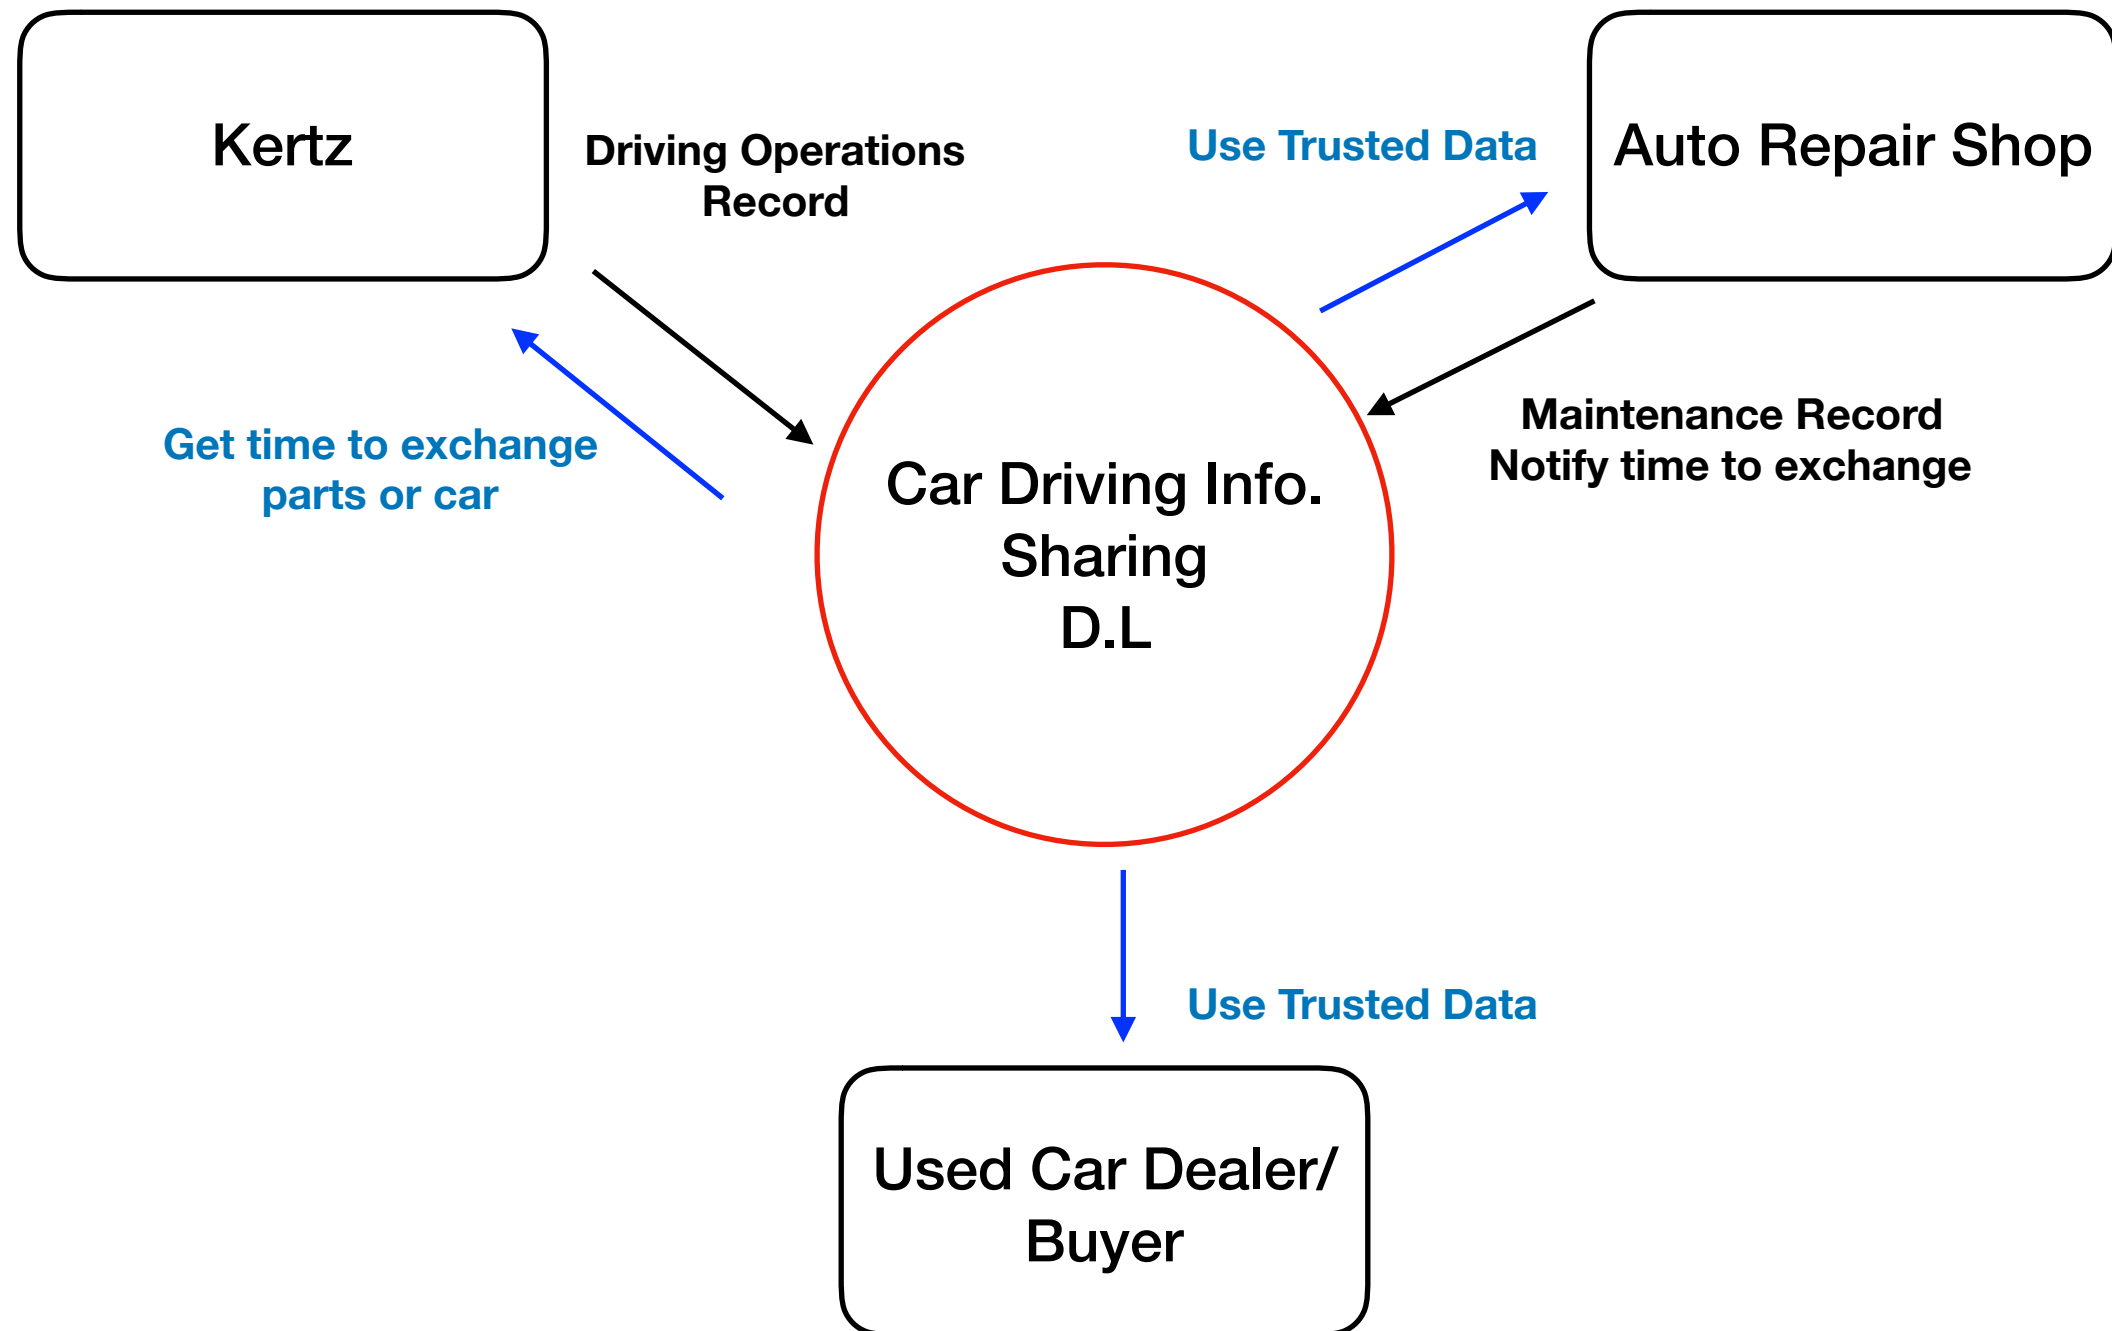 Kertz
Driving Operations
Record
Use Trusted Data
Auto Repair Shop
Get time to exchange
parts or car
Car Driving Info.
Sharing
D.L
Maintenance Record
Notify time to exchange
Use Trusted Data
Used Car Dealer/
Buyer